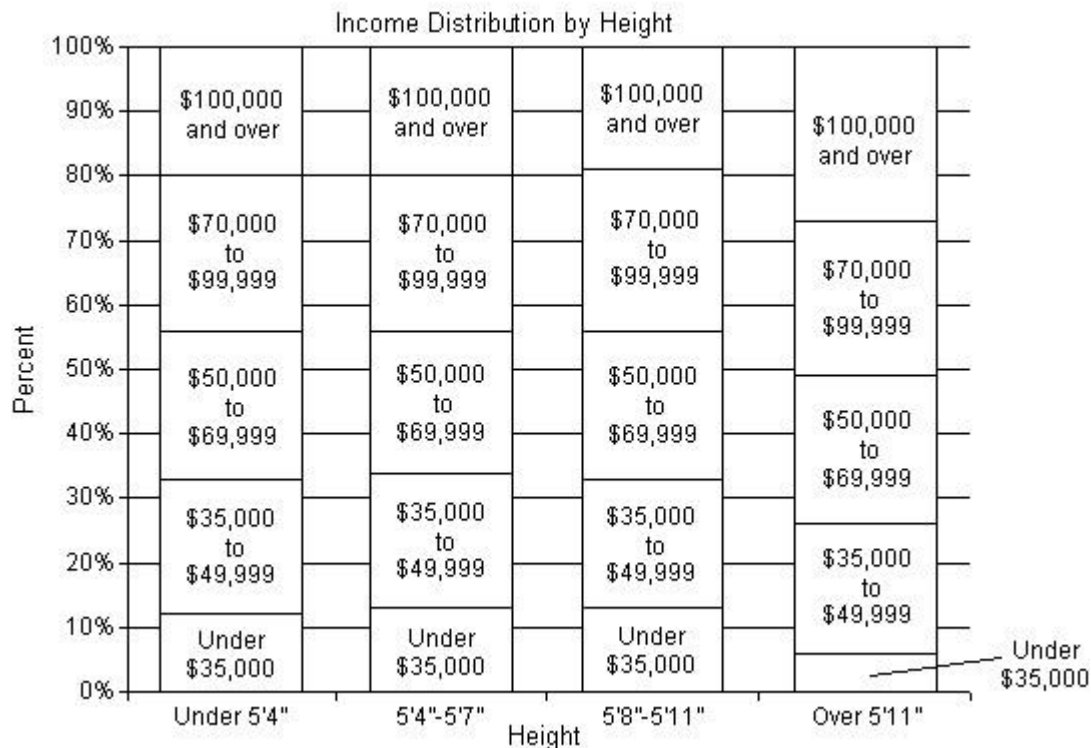 Income Distribution by Height
Percent
100%
90%
80%
70%
60%
50%
40%
30%
20%
10%
0%
$100,000
and over
$70,000
to
$99,999
$50,000
to
$69,999
$35,000
to
$49,999
Under
$35,000
$100,000
and over
$70,000
to
$99,999
$50,000
to
$69,999
$35,000
to
$49,999
Under
$35,000
$100,000
and over
$70,000
to
$99,999
$50,000
to
$69,999
$35,000
to
$49,999
Under
$35,000
$100,000
and over
$70,000
to
$99,999
$50,000
to
$69,999
$35,000
to
$49,999
Under
$35,000
Under 5'4"
5'4"-5'7"
5'8"-5'11"
Over 5'11"
Height